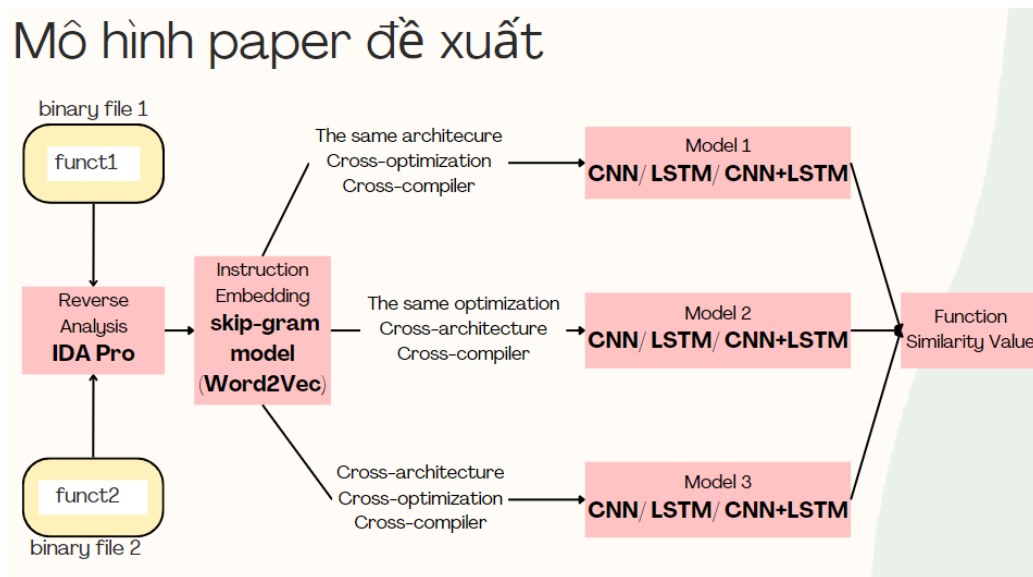 Mô hình paper đề xuất
binary file 1
funct1
Reverse
Analysis
IDA Pro
funct2
binary file 2
Instruction
Embedding
skip-gram
model
(Word2Vec)
The same architecure
Cross-optimization
Cross-compiler
The same optimization
Cross-architecture
Cross-compiler
Cross-architecture
Cross-optimization
Cross-compiler
Model 1
CNN/ LSTM/ CNN+LSTM
Model 2
CNN/ LSTM/ CNN+LSTM
Model 3
CNN/ LSTM/ CNN+LSTM
Function
Similarity Value